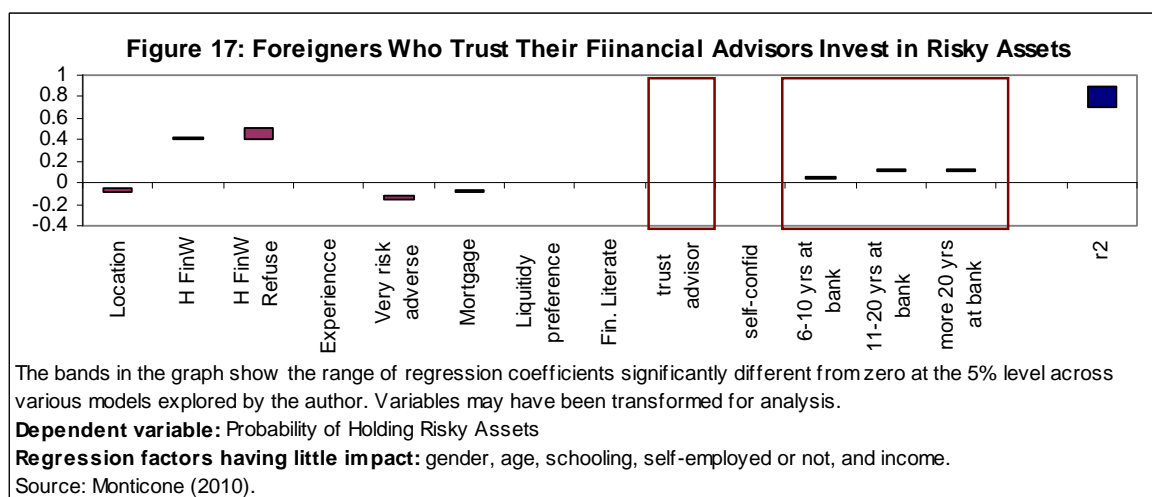 Figure 17: Foreigners Who Trust Their Fiinancial Advisors Invest in Risky Assets
1
0.8
0.6
0.4
0.2
0
-0.2
-0.4
Location
H FinW
H FinW
Refuse
Experiencce
Very risk
adverse
Mortgage
Liquitidy
preference
Fin. Literate
trust
advisor
self-confid
6-10 yrs at
bank
11-20 yrs at
bank
more 20 yrs
at bank
r2
The bands in the graph show the range of regression coefficients significantly different from zero at the 5% level across
various models explored by the author. Variables may have been transformed for analysis.
Dependent variable: Probability of Holding Risky Assets
Regression factors having little impact: gender, age, schooling, self-employed or not, and income.
Source: Monticone (2010).